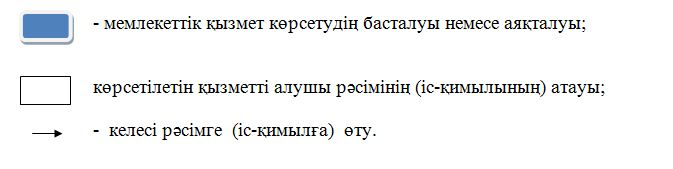 - мемлекеттік қызмет көрсетудің басталуы немесе аяқталуы;
көрсетілетін қызметті алушы рәсімінің (іс-қимылының) атауы;
- келесі рәсімге (іс-қимылға) өту.